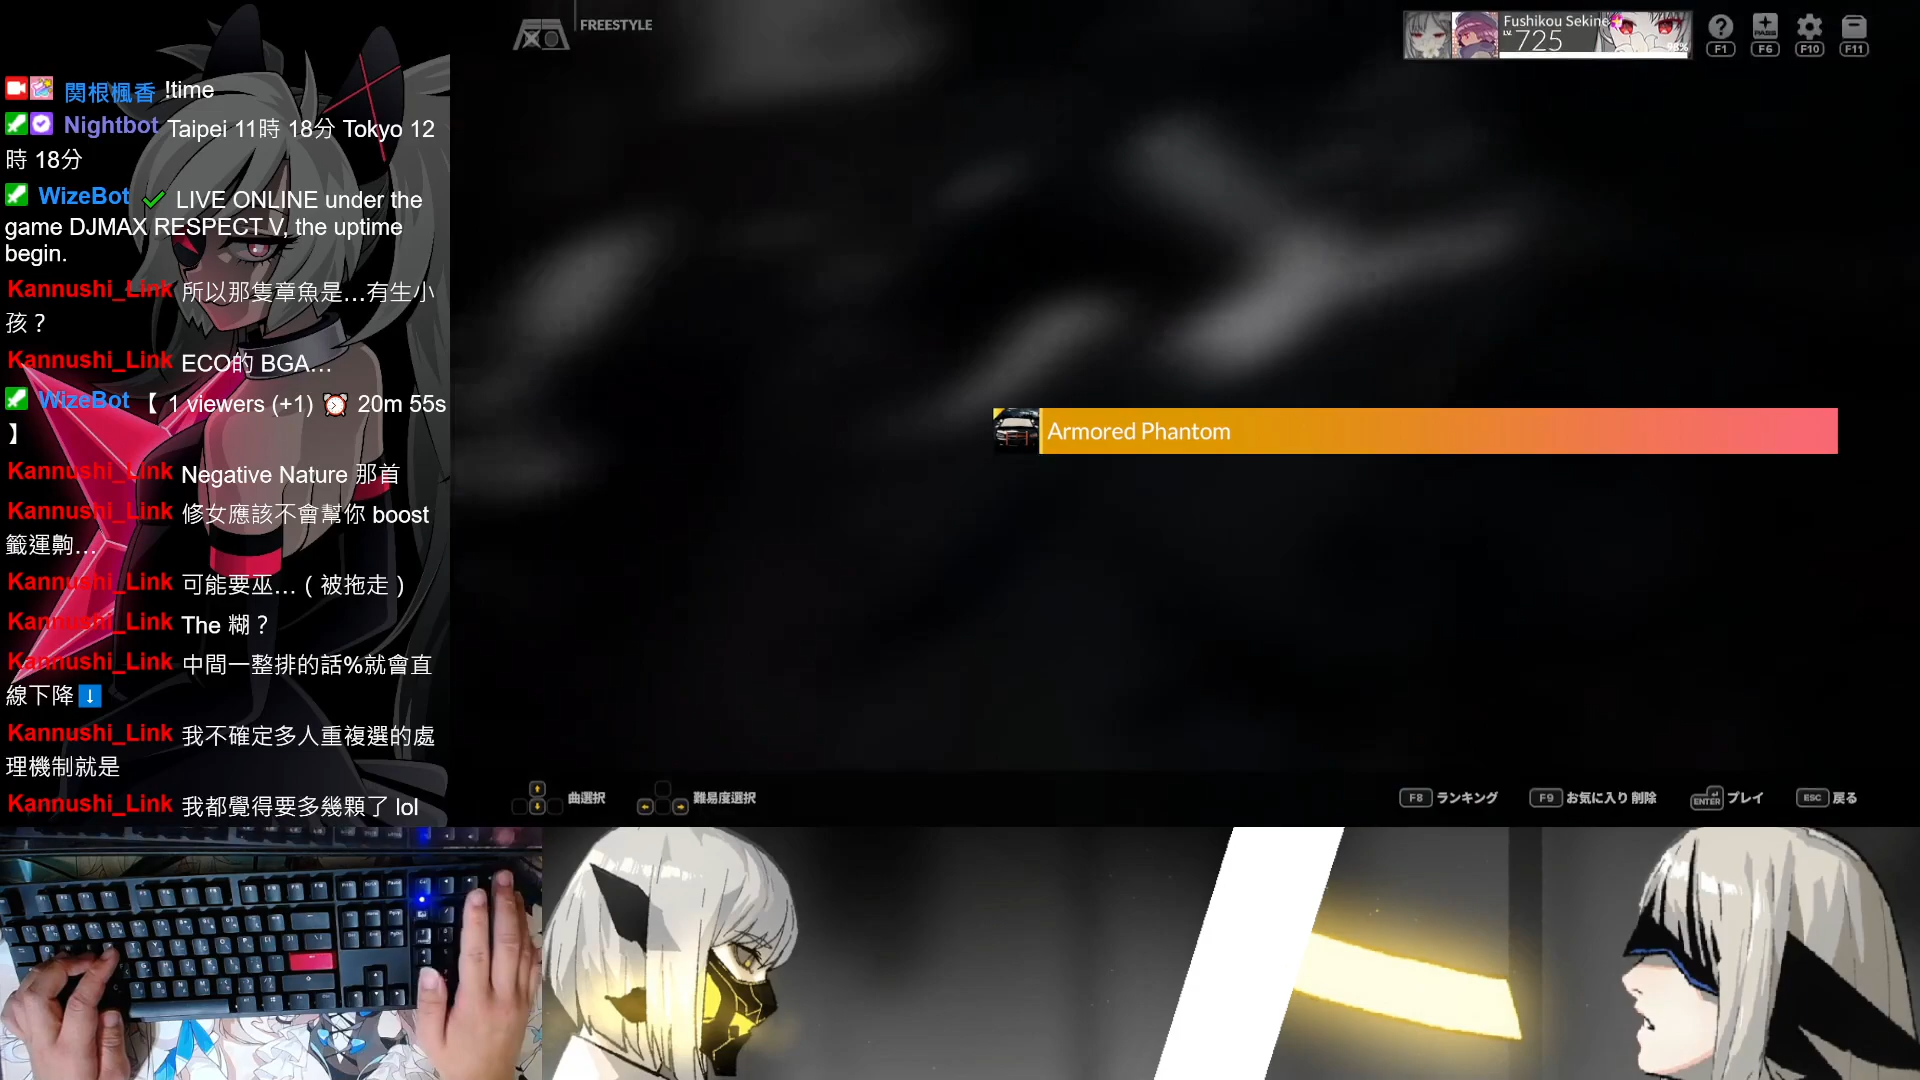 FREESTYLE
Fushikou Sekine
LV. 725
98%
F1
PASS
F6
F10
F11
関根楓香 !time
Nightbot Taipei 11時 18分 Tokyo 12
時 18分
WizeBot LIVE ONLINE under the
game DJMAX RESPECT V, the uptime
begin.
Kannushi_Link 所以那隻章魚是…有生小
孩？
Kannushi_Link ECO的 BGA…
WizeBot 【 1 viewers (+1) ⏰ 20m 55s
】
Kannushi_Link Negative Nature 那首
Kannushi_Link 修女應該不會幫你 boost
籤運齁…
Kannushi_Link 可能要巫…（被拖走）
Kannushi_Link The 糊？
Kannushi_Link 中間一整排的話%就會直
線下降⬇
Kannushi_Link 我不確定多人重複選的處
理機制就是
Kannushi_Link 我都覺得要多幾顆了 lol
Armored Phantom
曲選択
難易度選択
F8 ランキング
F9 お気に入り 削除
ENTER プレイ
ESC 戻る